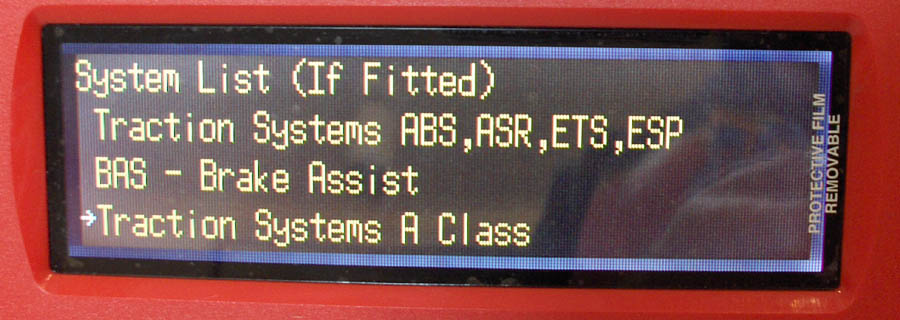 System List (If Fitted)
Traction Systems ABS,ASR,ETS,ESP
BAS - Brake Assist
→Traction Systems A Class
PROTECTIVE FILM
REMOVABLE